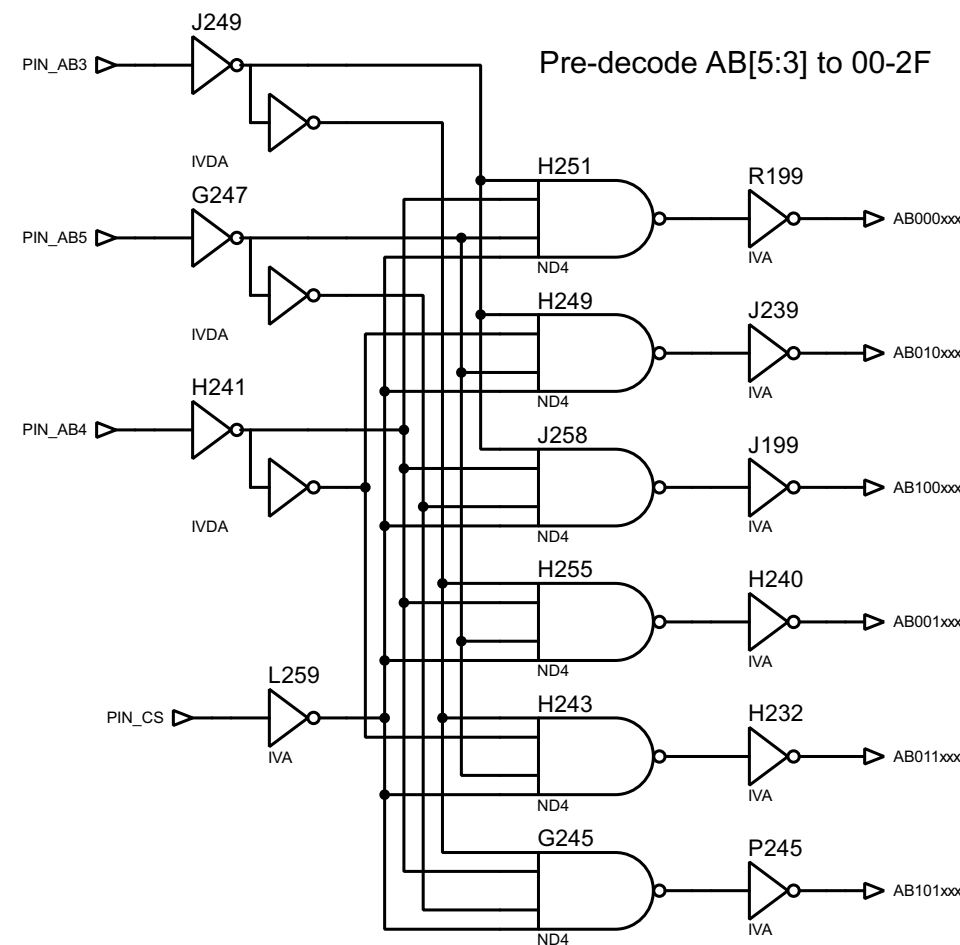 J249
PIN_AB3
Pre-decode AB[5:3] to 00-2F
IVDA
G247
PIN_AB5
IVDA
H241
PIN_AB4
IVDA
L259
PIN_CS
IVA
H251
ND4
R199
IVA
AB000xxx
H249
ND4
J239
IVA
AB010xxx
J258
ND4
J199
IVA
AB100xxx
H255
ND4
H240
IVA
AB001xxx
H243
ND4
H232
IVA
AB011xxx
G245
ND4
P245
IVA
AB101xxx